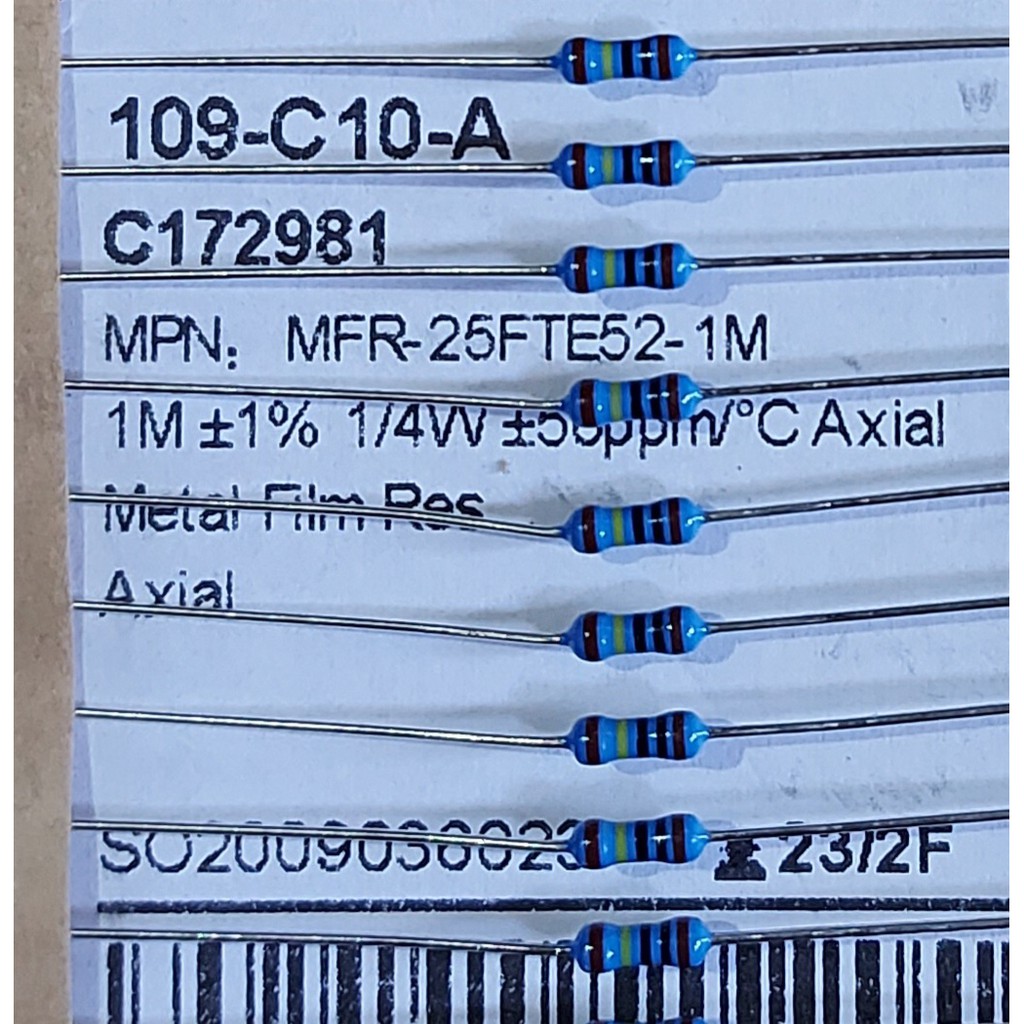 109-C10-A
C172981
MPN： MFR-25FTE52-1M
1M ±1% 1/4W ±50ppm/°C Axial
Metal Film Res
Axial
23/2F